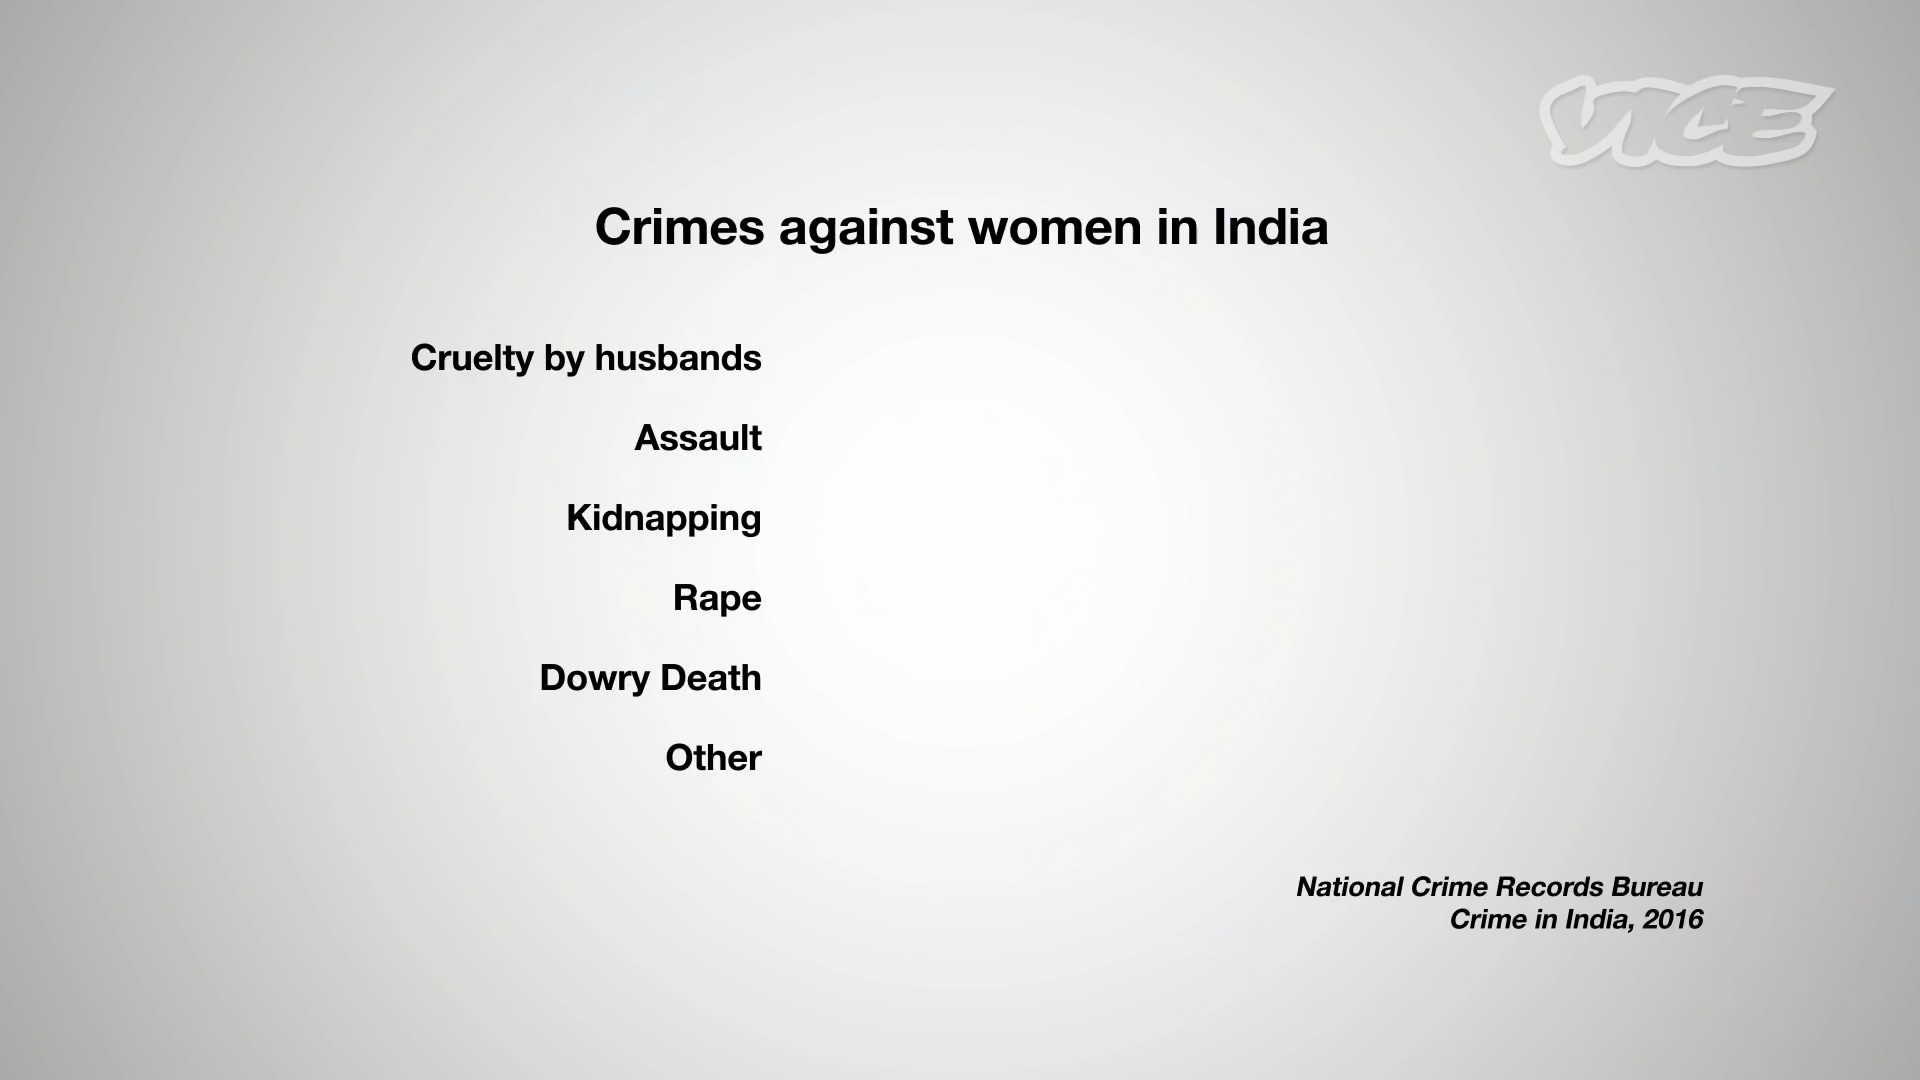 VICE
Crimes against women in India
Cruelty by husbands
Assault
Kidnapping
Rape
Dowry Death
Other
National Crime Records Bureau
Crime in India, 2016